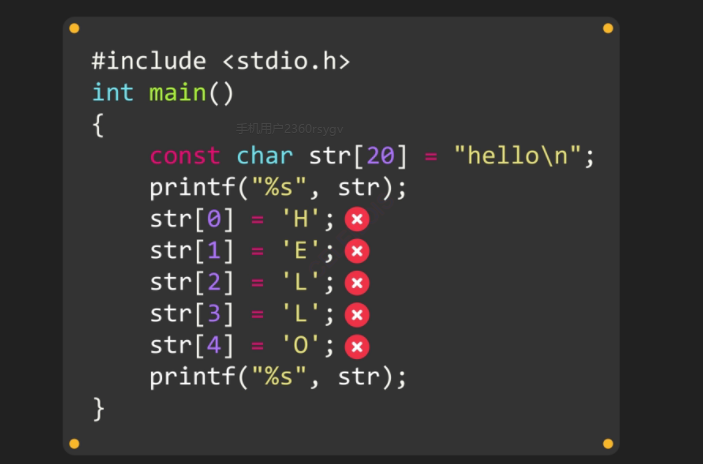 #include <stdio.h>
int main()
{
手机用户2360rsygv
    const char str[20] = "hello\n";
    printf("%s", str);
    str[0] = 'H';
    str[1] = 'E';
    str[2] = 'L';
    str[3] = 'L';
    str[4] = 'O';
    printf("%s", str);
}